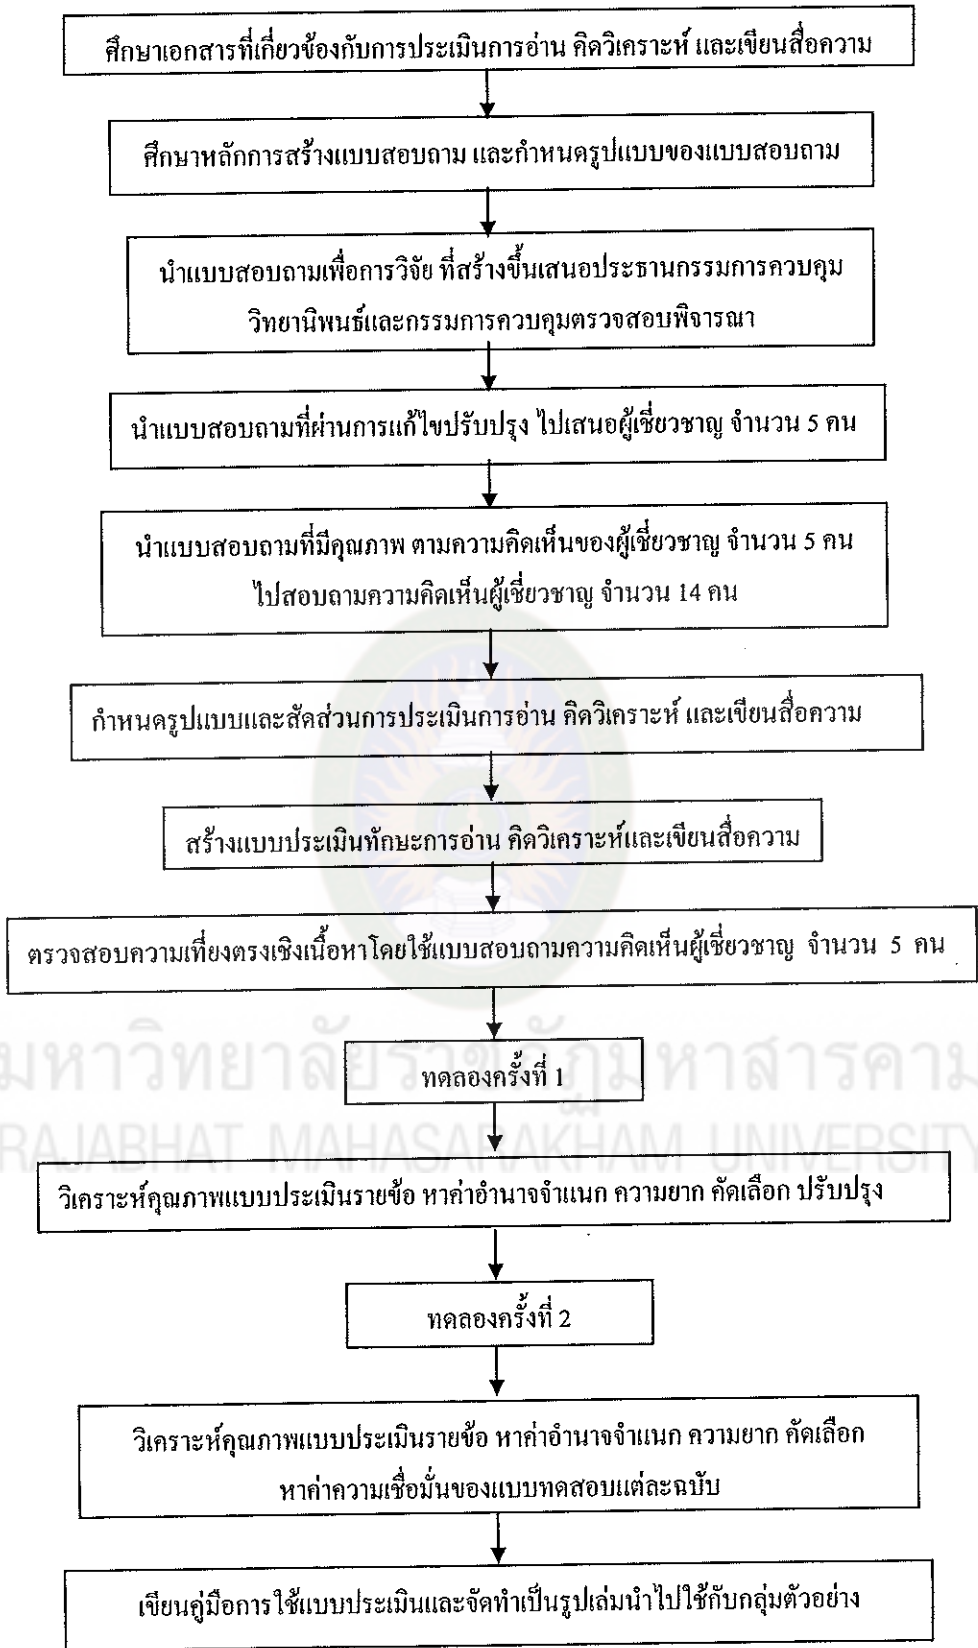 ศึกษาเอกสารที่เกี่ยวข้องกับการประเมินการอ่าน คิดวิเคราะห์ และเขียนสื่อความ
ศึกษาหลักการสร้างแบบสอบถาม และกำหนดรูปแบบของแบบสอบถาม
นำแบบสอบถามเพื่อการวิจัย ที่สร้างขึ้นเสนอประธานกรรมการควบคุม
วิทยานิพนธ์และกรรมการควบคุมตรวจสอบพิจารณา
นำแบบสอบถามที่ผ่านการแก้ไขปรับปรุง ไปเสนอผู้เชี่ยวชาญ จำนวน 5 คน
นำแบบสอบถามที่มีคุณภาพ ตามความคิดเห็นของผู้เชี่ยวชาญ จำนวน 5 คน
ไปสอบถามความคิดเห็นผู้เชี่ยวชาญ จำนวน 14 คน
กำหนดรูปแบบและสัดส่วนการประเมินการอ่าน คิดวิเคราะห์ และเขียนสื่อความ
สร้างแบบประเมินทักษะการอ่าน คิดวิเคราะห์และเขียนสื่อความ
ตรวจสอบความเที่ยงตรงเชิงเนื้อหาโดยใช้แบบสอบถามความคิดเห็นผู้เชี่ยวชาญ จำนวน 5 คน
มหาวิทยาลัยราชภัฏมหาสารคาม
ทดลองครั้งที่ 1
RAJABHAT MAHASARAKHAM UNIVERSITY
วิเคราะห์คุณภาพแบบประเมินรายข้อ หาค่าอำนาจจำแนก ความยาก คัดเลือก ปรับปรุง
ทดลองครั้งที่ 2
วิเคราะห์คุณภาพแบบประเมินรายข้อ หาค่าอำนาจจำแนก ความยาก คัดเลือก
หาค่าความเชื่อมั่นของแบบทดสอบแต่ละฉบับ
เขียนคู่มือการใช้แบบประเมินและจัดทำเป็นรูปเล่มนำไปใช้กับกลุ่มตัวอย่าง